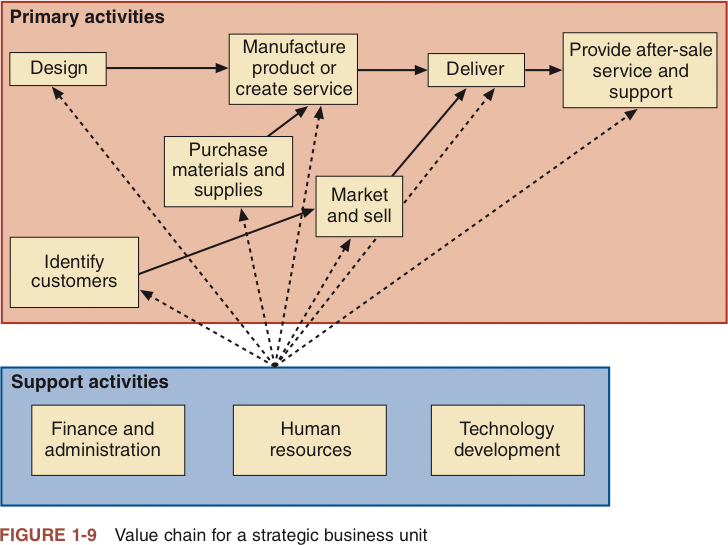 Primary activities
Design
Manufacture
product or
create service
Deliver
Provide after-sale
service and
support
Purchase
materials and
supplies
Market
and sell
Identify
customers
Support activities
Finance and
administration
Human
resources
Technology
development
FIGURE 1-9 Value chain for a strategic business unit